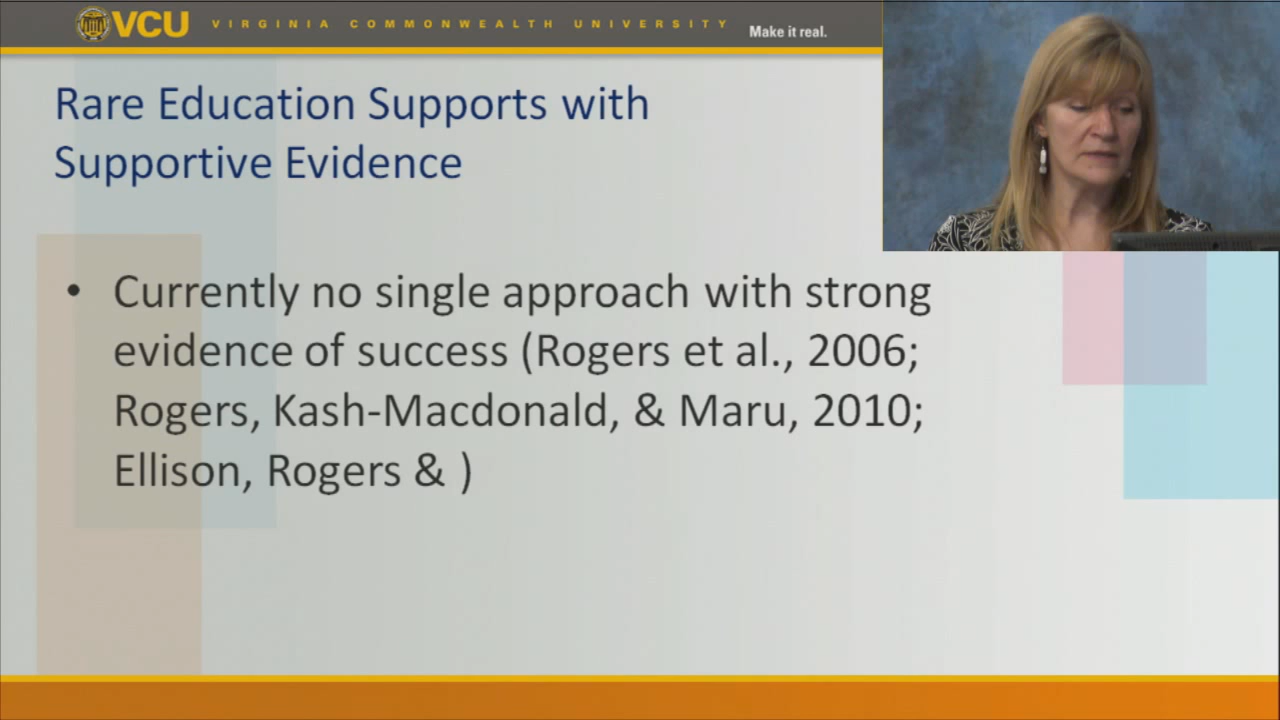 VCU VIRGINIA COMMONWEALTH UNIVERSITY Make it real.
Rare Education Supports with
Supportive Evidence
• Currently no single approach with strong
evidence of success (Rogers et al., 2006;
Rogers, Kash-Macdonald, & Maru, 2010;
Ellison, Rogers & )